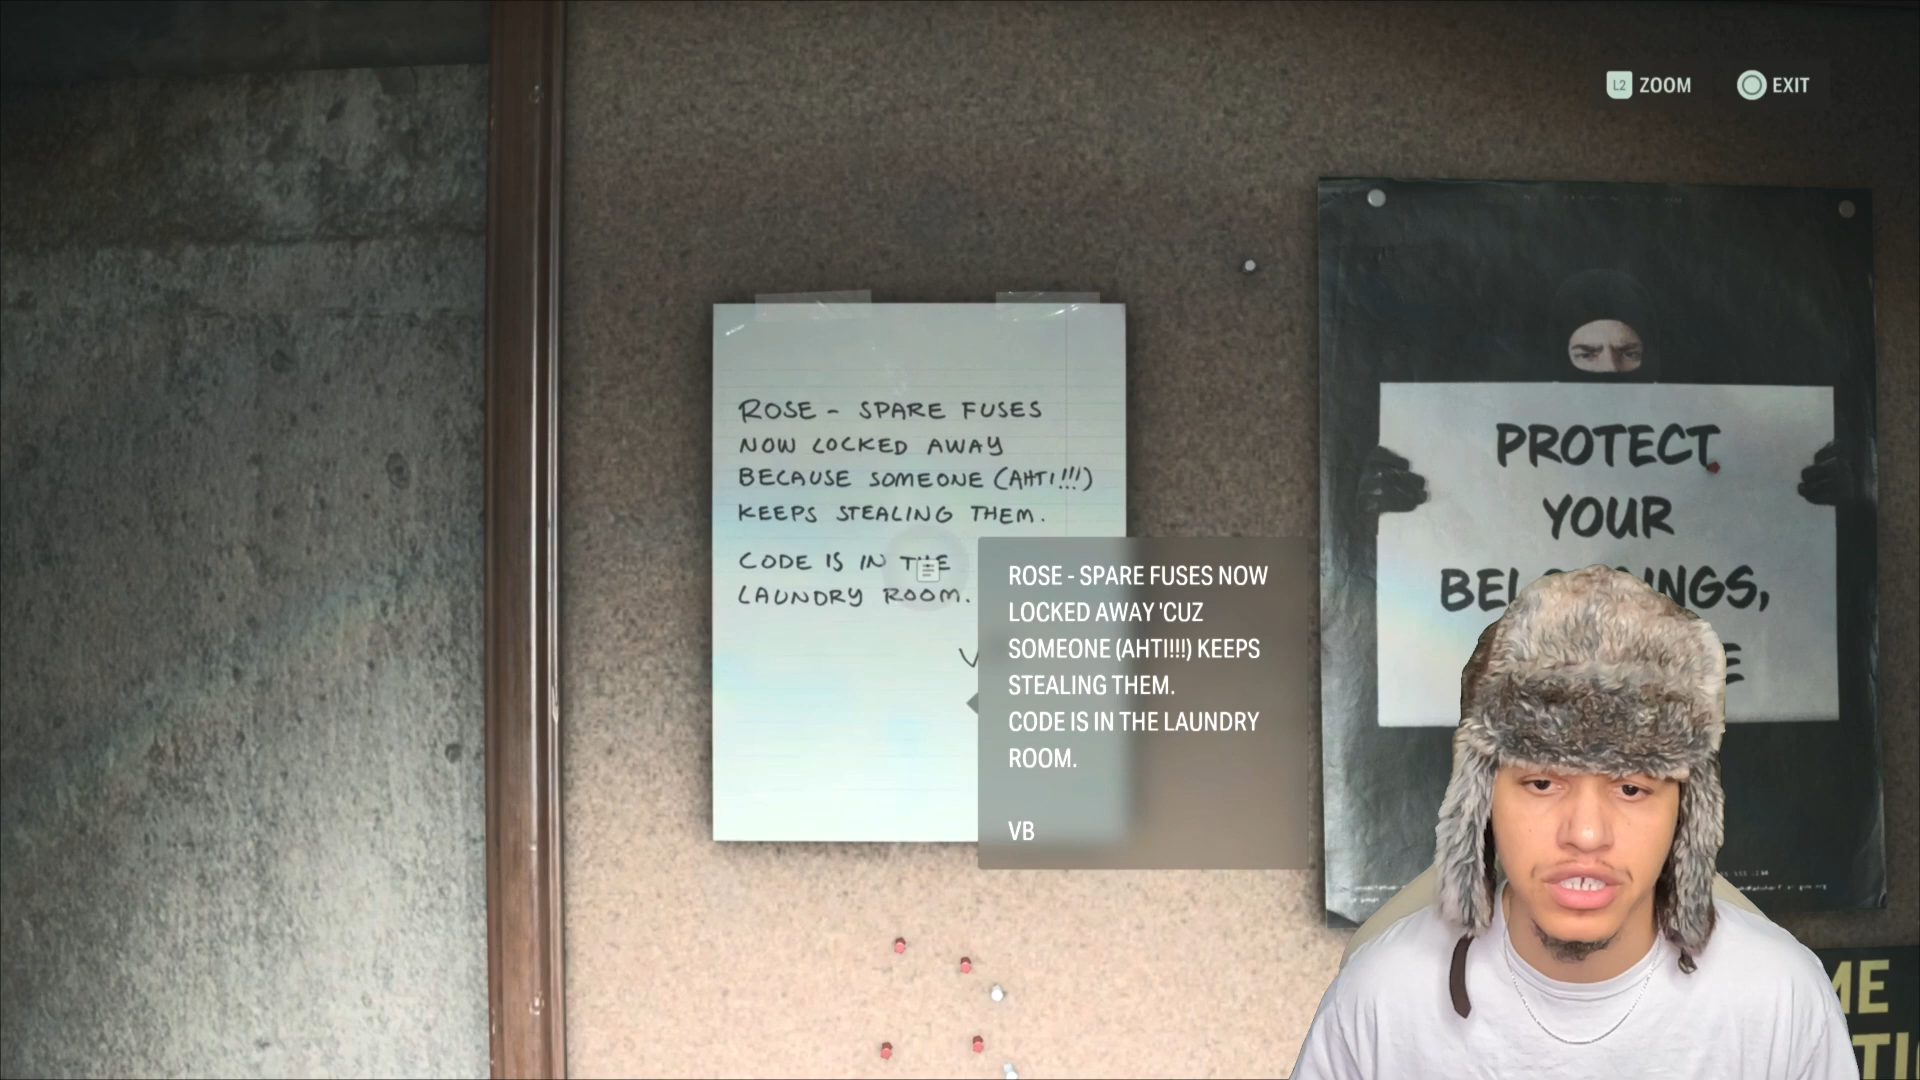 L2 ZOOM EXIT
ROSE - SPARE FUSES
NOW LOCKED AWAY
BECAUSE SOMEONE (AHTI!!!)
KEEPS STEALING THEM.
CODE IS IN THE
LAUNDRY ROOM.
V
ROSE - SPARE FUSES NOW
LOCKED AWAY 'CUZ
SOMEONE (AHTI!!!) KEEPS
STEALING THEM.
CODE IS IN THE LAUNDRY
ROOM.
VB
PROTECT
YOUR